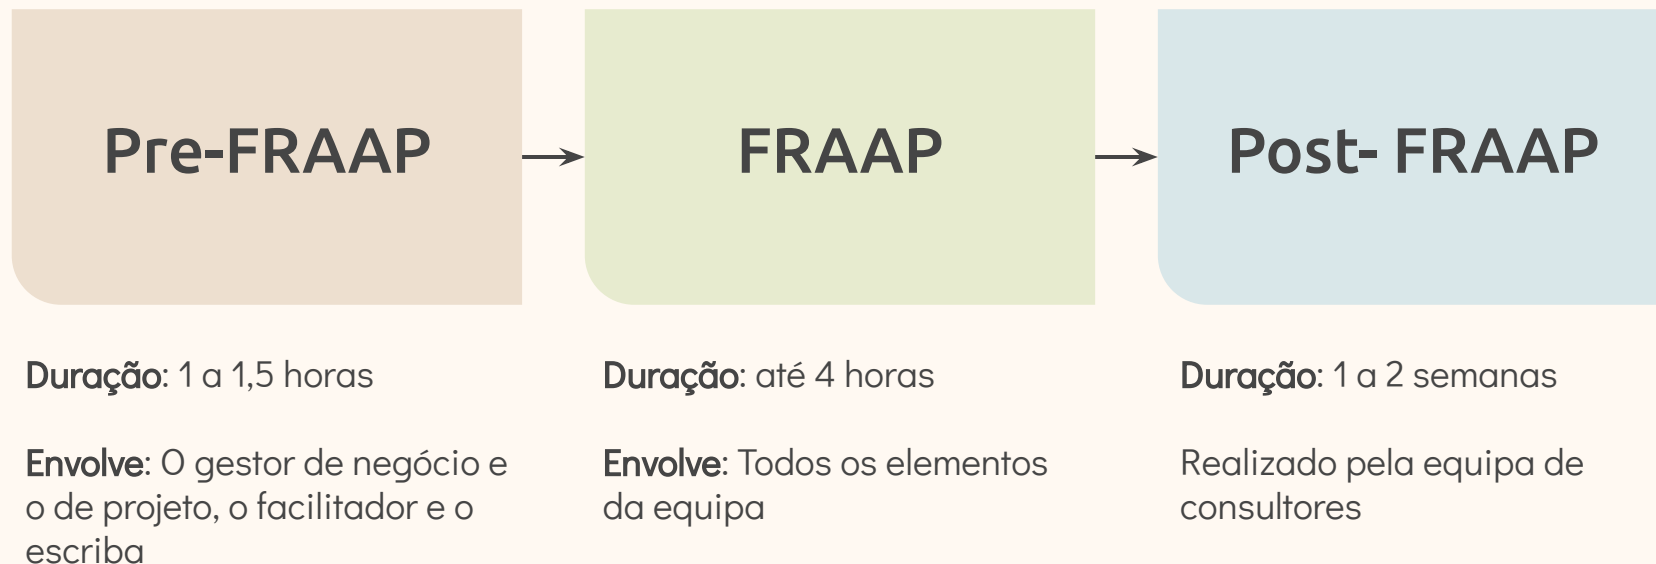 Pre-FRAAP
FRAAP
Post- FRAAP
Duração: 1 a 1,5 horas
Envolve: O gestor de negócio e
o de projeto, o facilitador e o
escriba
Duração: até 4 horas
Envolve: Todos os elementos
da equipa
Duração: 1 a 2 semanas
Realizado pela equipa de
consultores